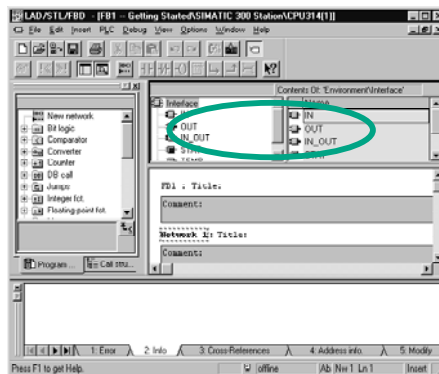 LAD/STL/FBD - [FB1 -- Getting Started\SIMATIC 300 Station\CPU314(1)]
File Edit Insert PLC Debug View Options Window Help
Contents Of: 'Environment\Interface'
Interface
Name
IN
OUT
OUT
IN_OUT
IN_OUT
STAT
TEMP
New network
Bit logic
Comparator
Converter
Counter
DB call
Jumps
Integer fct.
Floating-point fct.
Program ...
Call stru...
FB1 : Title:
Comment:
Network 1: Title:
Comment:
1: Error
2: Info
3: Cross-References
4: Address info.
5: Modify
Press F1 to get Help.
offline
Abs
Nw 1 Ln 1
Insert